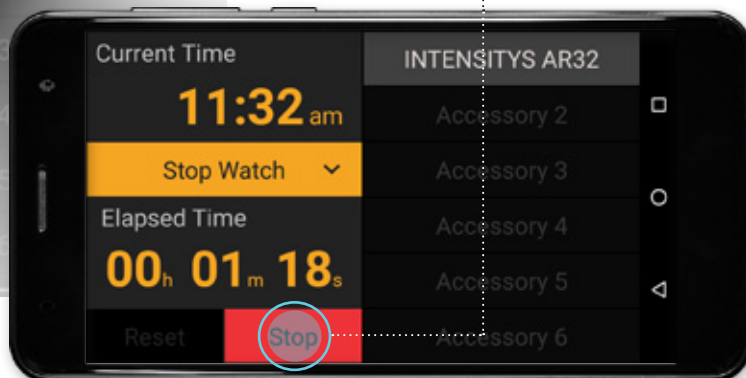 Current Time
11:32 am
Stop Watch
Elapsed Time
00h 01m 18s
Reset
Stop
INTENSITYS AR32
Accessory 2
Accessory 3
Accessory 4
Accessory 5
Accessory 6